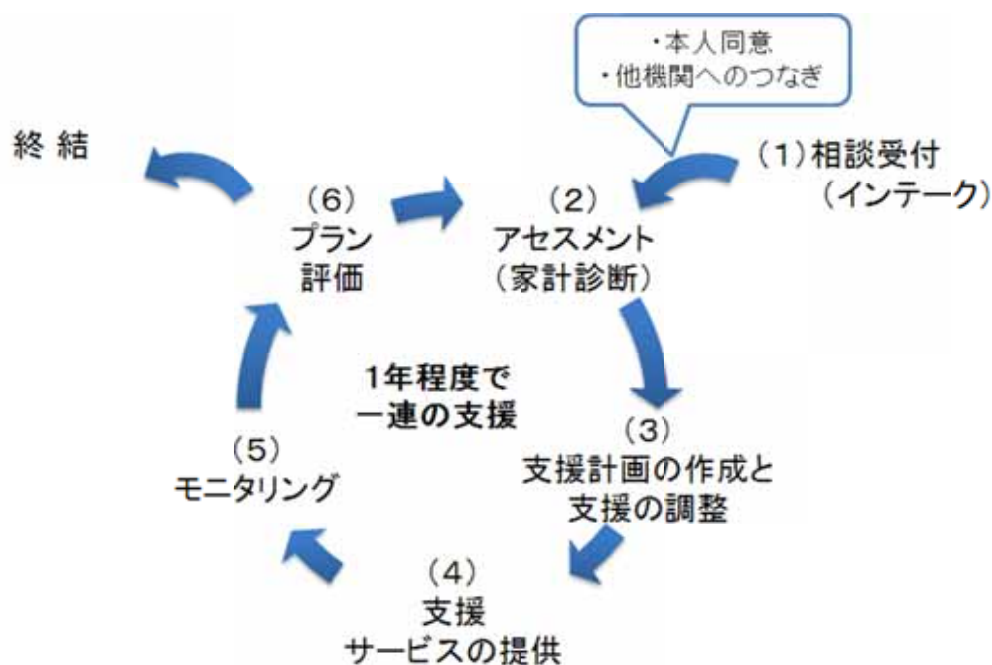 ・本人同意
・他機関へのつなぎ
(1)相談受付
(インテーク)
(2)
アセスメント
(家計診断)
(3)
支援計画の作成と
支援の調整
(4)
支援
サービスの提供
(5)
モニタリング
(6)
プラン
評価
終 結
1年程度で
一連の支援